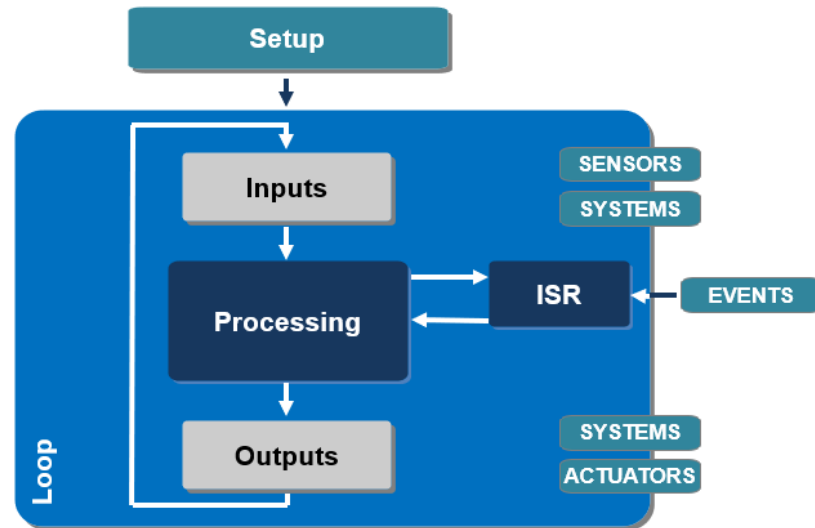 Setup
Inputs
SENSORS
SYSTEMS
Processing
ISR
EVENTS
Outputs
SYSTEMS
ACTUATORS
Loop